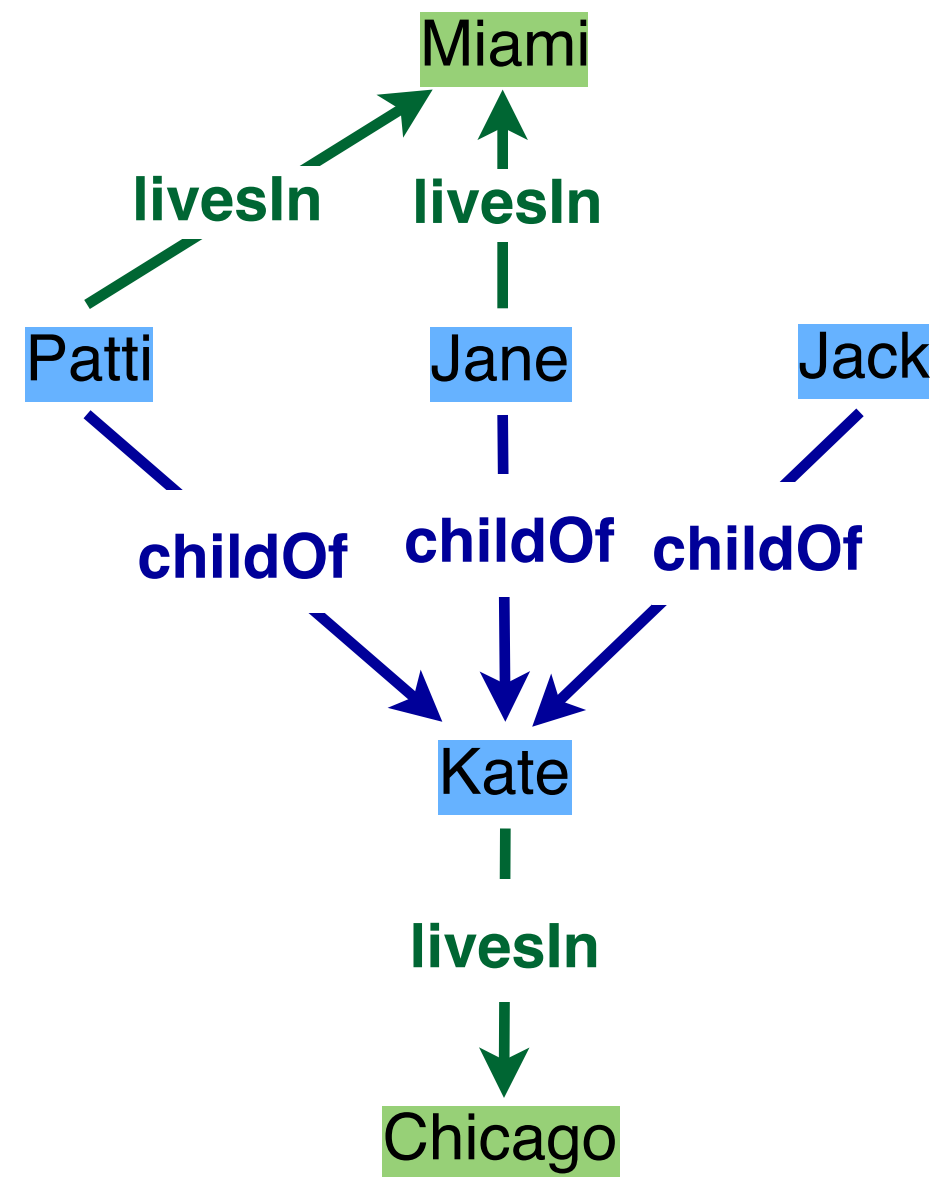 Miami
livesIn
livesIn
Patti
Jane
Jack
childOf
childOf
childOf
Kate
livesIn
Chicago